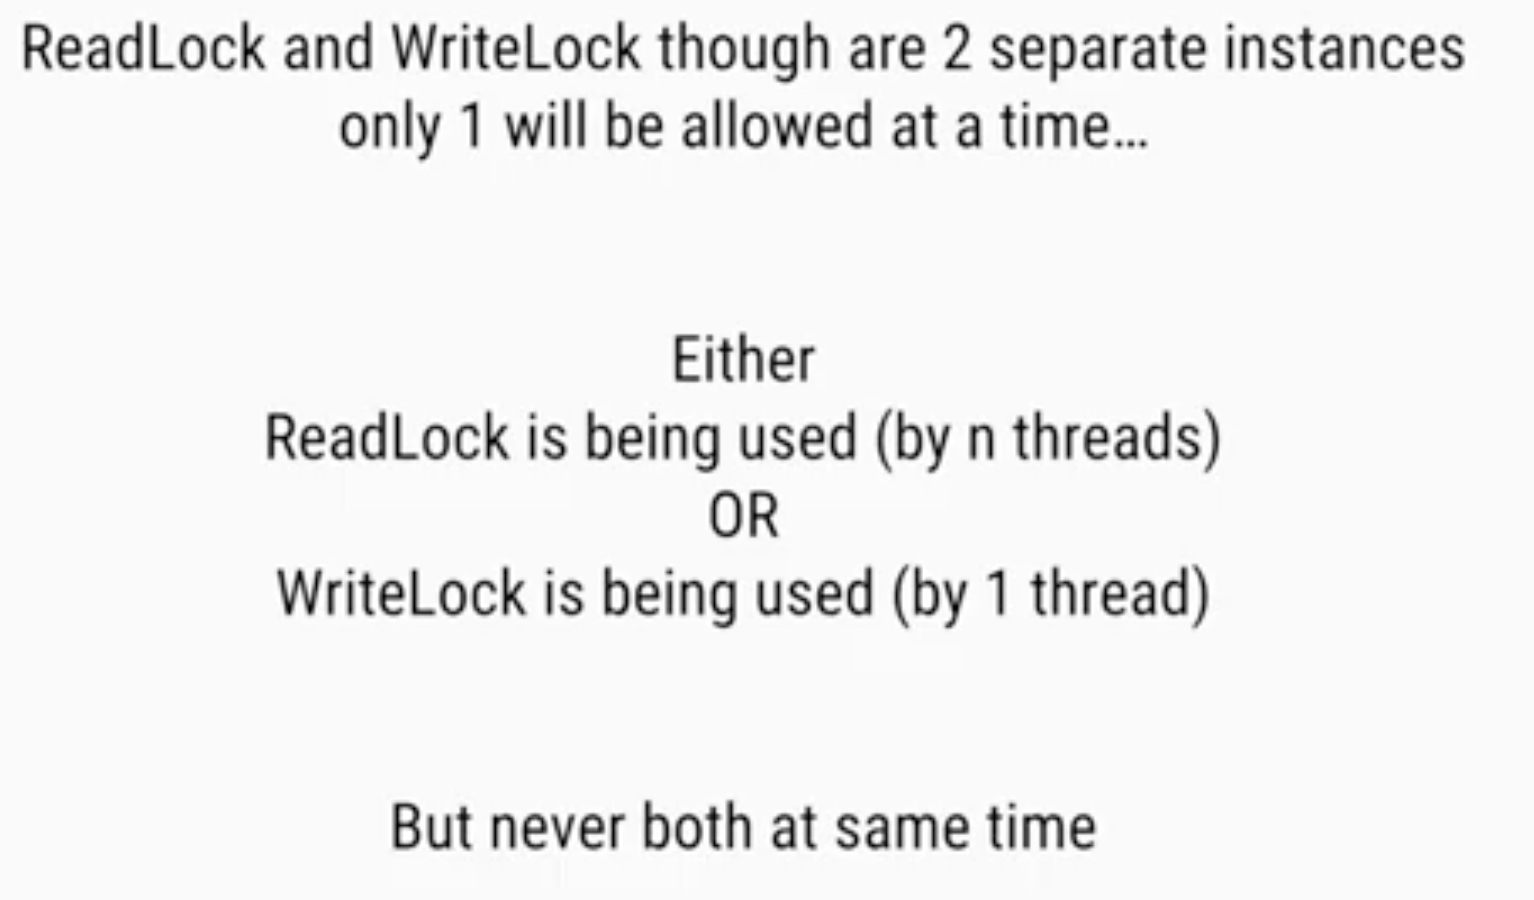 ReadLock and WriteLock though are 2 separate instances
only 1 will be allowed at a time...
Either
ReadLock is being used (by n threads)
OR
WriteLock is being used (by 1 thread)
But never both at same time